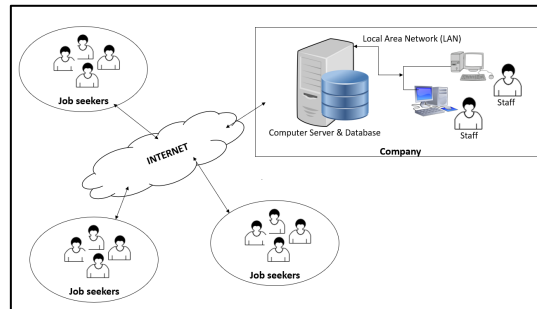 Local Area Network (LAN)
Job seekers
Staff
Computer Server & Database
Staff
Company
INTERNET
Job seekers
Job seekers